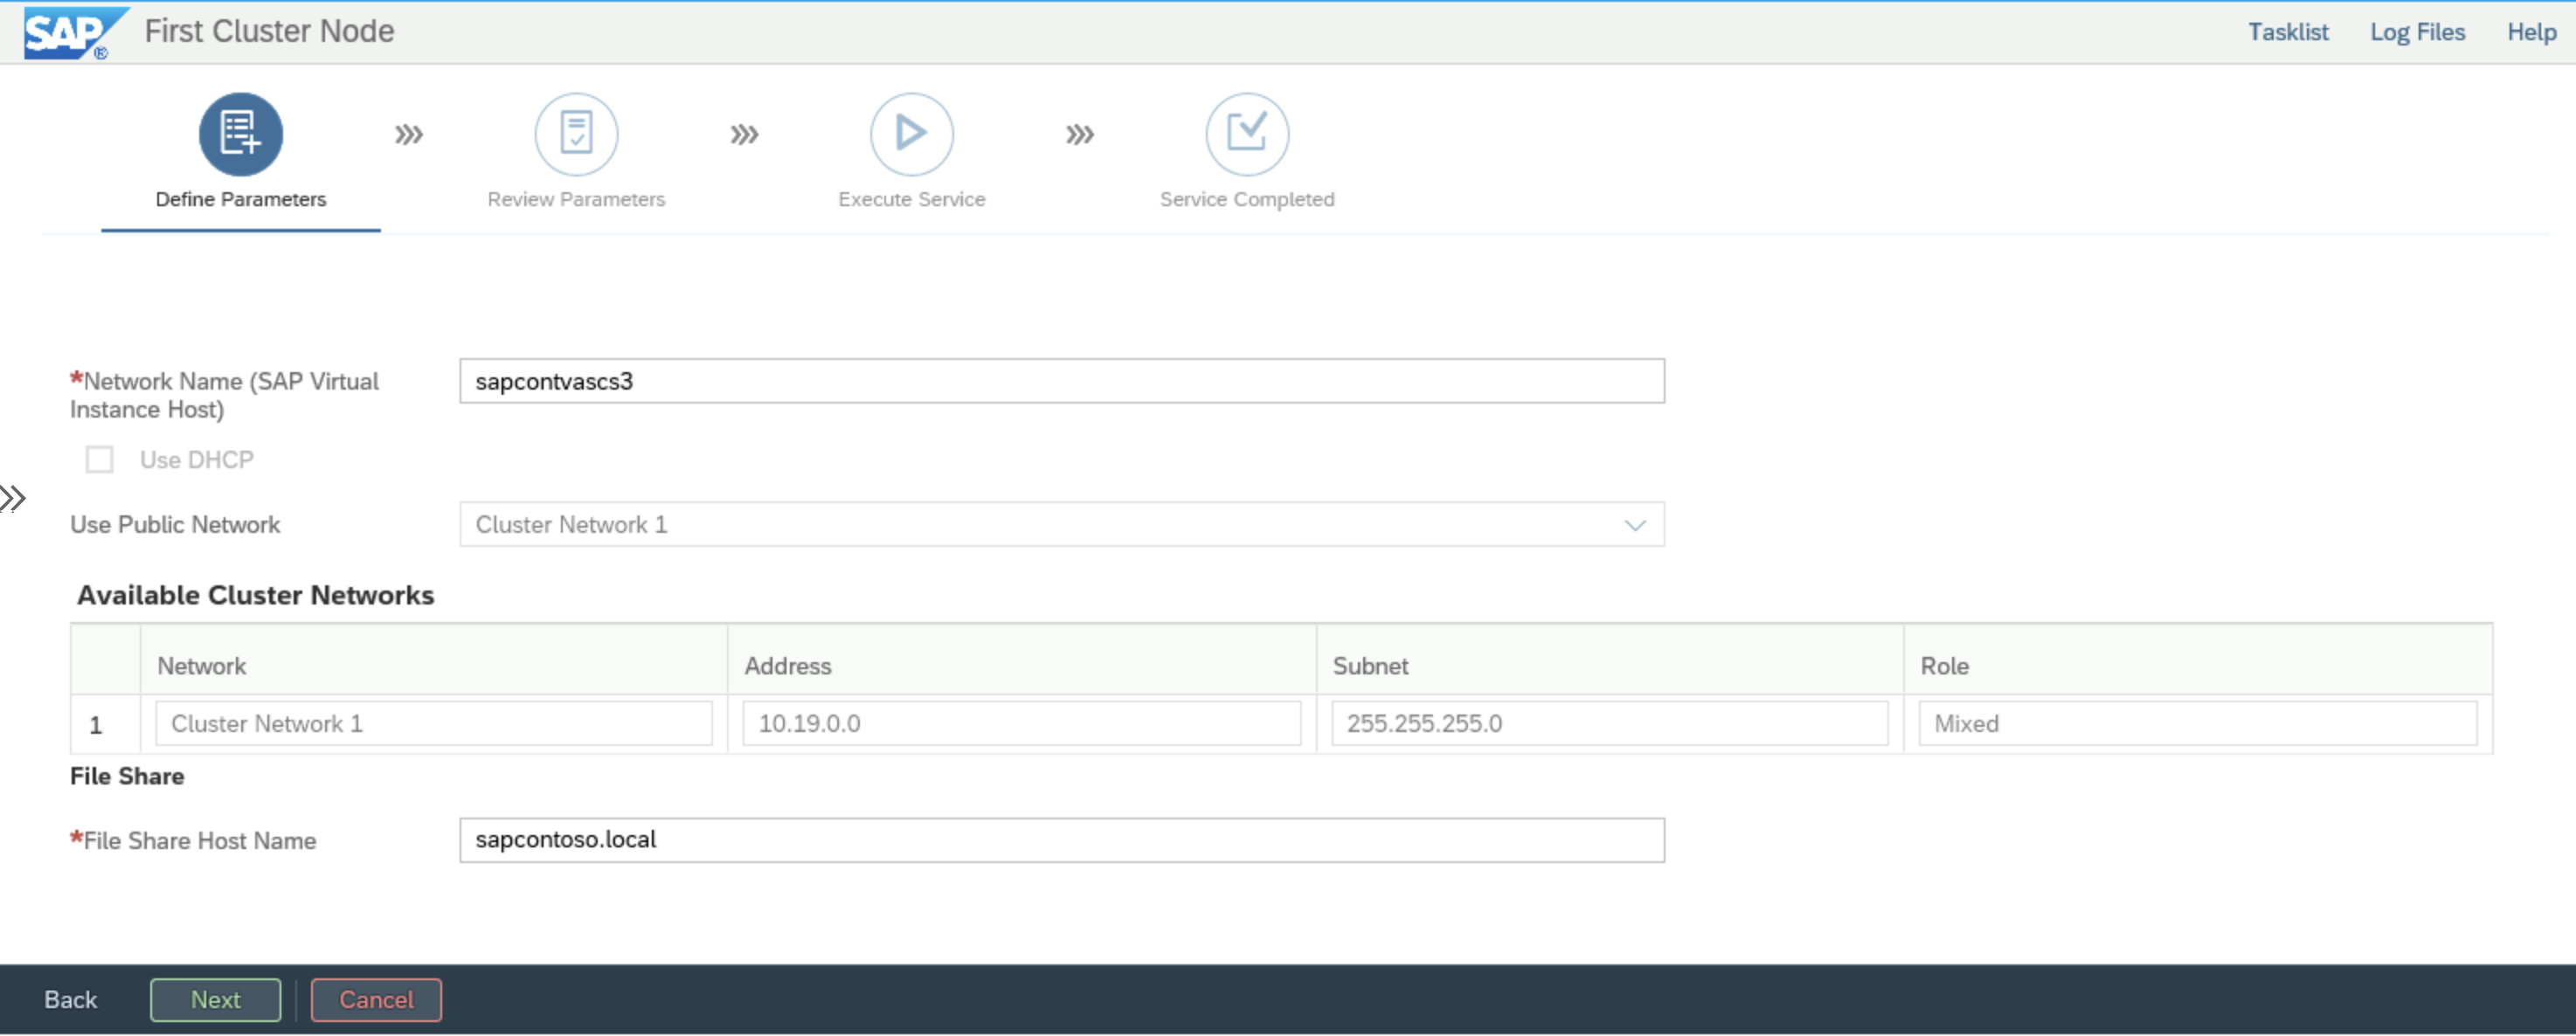 SAP® First Cluster Node Tasklist Log Files Help
Define Parameters Review Parameters Execute Service Service Completed
*Network Name (SAP Virtual
Instance Host)
sapcontvascs3
Use DHCP
Use Public Network Cluster Network 1
Available Cluster Networks
Network Address Subnet Role
1 Cluster Network 1 10.19.0.0 255.255.255.0 Mixed
File Share
*File Share Host Name sapcontoso.local
Back Next Cancel